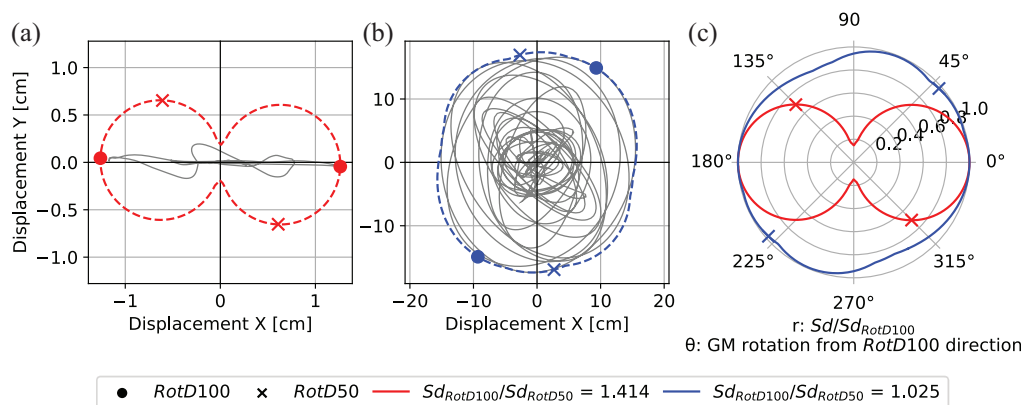 (a)
Displacement Y [cm]
1.0
0.5
0.0
−0.5
−1.0
−1
0
1
Displacement X [cm]
(b)
10
0
−10
−20
−10
0
10
20
Displacement X [cm]
(c)
90
135°
45°
180°
0°
225°
315°
270°
0.2
0.4
0.6
0.8
1.0
r: Sd/Sd_RotD100
θ: GM rotation from RotD100 direction
RotD100
RotD50
Sd_RotD100/Sd_RotD50 = 1.414
Sd_RotD100/Sd_RotD50 = 1.025